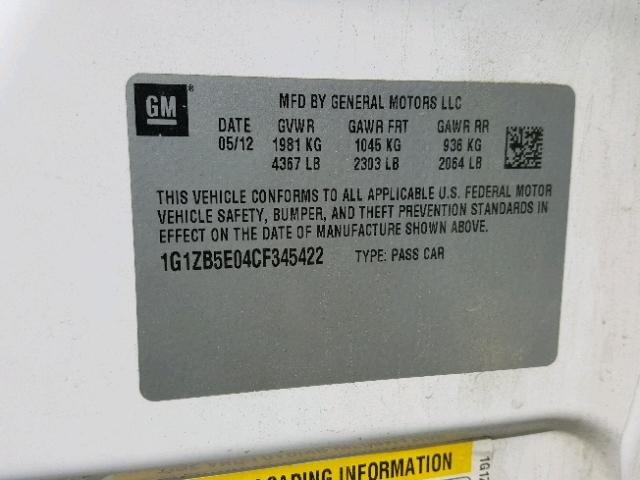 GM
MFD BY GENERAL MOTORS LLC
DATE GVWR GAWR FRT GAWR RR
05/12 1981 KG 1045 KG 936 KG
4367 LB 2303 LB 2064 LB
THIS VEHICLE CONFORMS TO ALL APPLICABLE U.S. FEDERAL MOTOR
VEHICLE SAFETY, BUMPER, AND THEFT PREVENTION STANDARDS IN
EFFECT ON THE DATE OF MANUFACTURE SHOWN ABOVE.
1G1ZB5E04CF345422 TYPE: PASS CAR
LOADING INFORMATION